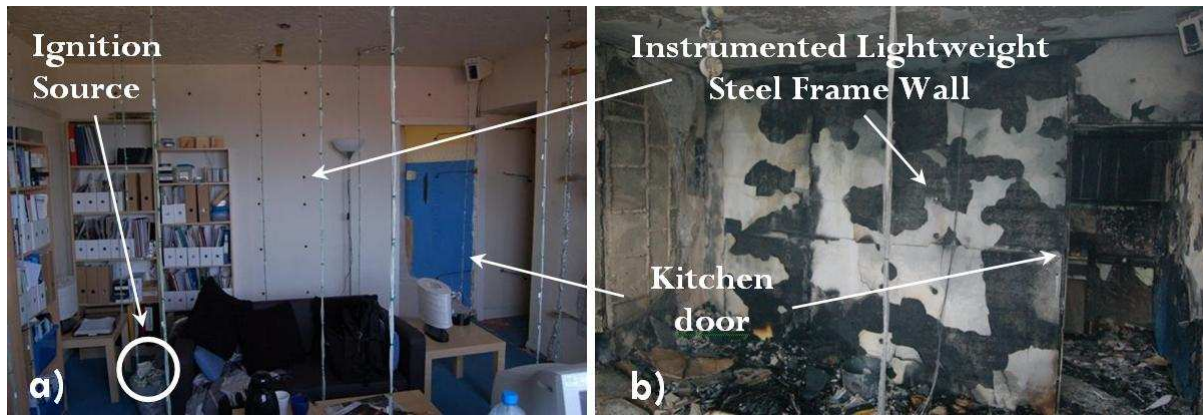 Ignition
Source
a)
Instrumented Lightweight
Steel Frame Wall
Kitchen
door
b)